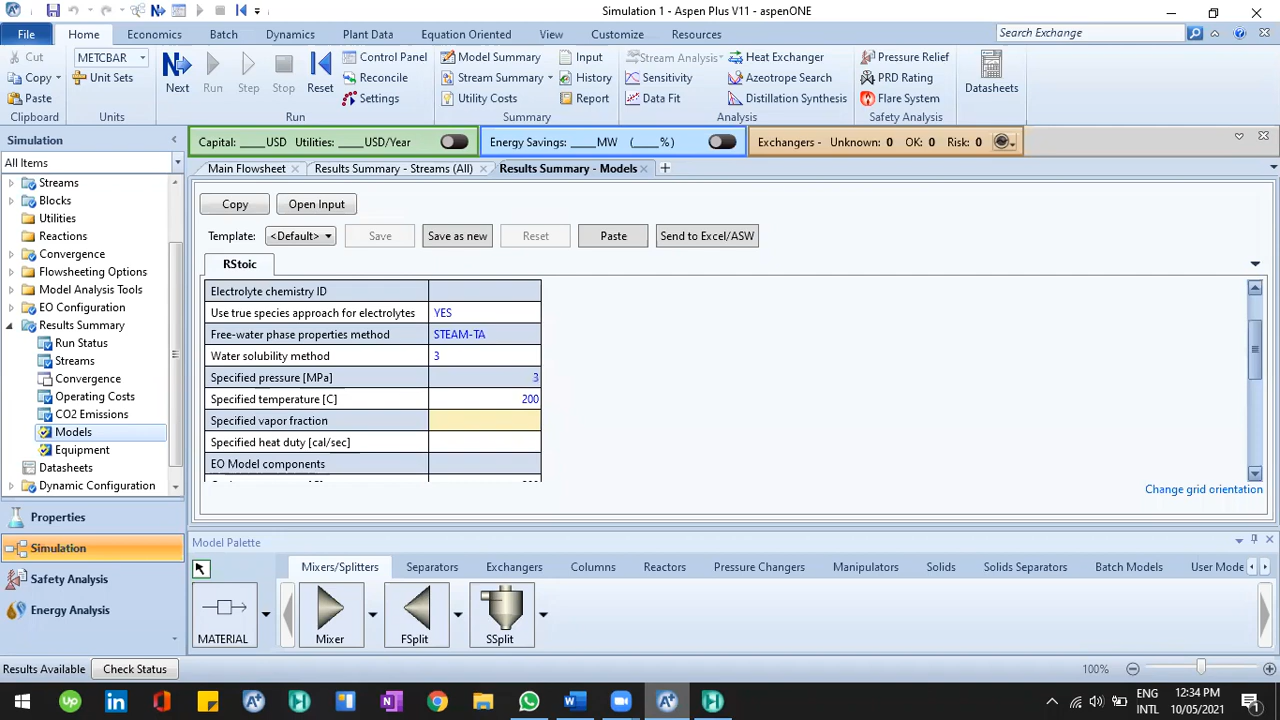 Simulation 1 - Aspen Plus V11 - aspenONE
File Home Economics Batch Dynamics Plant Data Equation Oriented View Customize Resources Search Exchange
Cut METCBAR Control Panel Model Summary Input Stream Analysis Heat Exchanger Pressure Relief
Copy Unit Sets Next Run Step Stop Reset Reconcile Stream Summary History Sensitivity Azeotrope Search PRD Rating Datasheets
Paste Settings Utility Costs Report Data Fit Distillation Synthesis Flare System
Clipboard Units Run Summary Analysis Safety Analysis
Simulation
Capital: ____USD Utilities: ____USD/Year Energy Savings: ____MW (____%) Exchangers - Unknown: 0 OK: 0 Risk: 0
All Items
Main Flowsheet Results Summary - Streams (All) Results Summary - Models
Streams
Blocks
Utilities
Reactions
Convergence
Flowsheeting Options
Model Analysis Tools
EO Configuration
Results Summary
Run Status
Streams
Convergence
Operating Costs
CO2 Emissions
Models
Equipment
Datasheets
Dynamic Configuration
Copy Open Input
Template: <Default> Save Save as new Reset Paste Send to Excel/ASW
RStoic
Electrolyte chemistry ID
Use true species approach for electrolytes YES
Free-water phase properties method STEAM-TA
Water solubility method 3
Specified pressure [MPa] 3
Specified temperature [C] 200
Specified vapor fraction
Specified heat duty [cal/sec]
EO Model components
Change grid orientation
Properties
Simulation
Safety Analysis
Energy Analysis
Model Palette
Mixers/Splitters Separators Exchangers Columns Reactors Pressure Changers Manipulators Solids Solids Separators Batch Models User Mode
MATERIAL Mixer FSplit SSplit
Results Available Check Status 100%
ENG 12:34 PM
INTL 10/05/2021